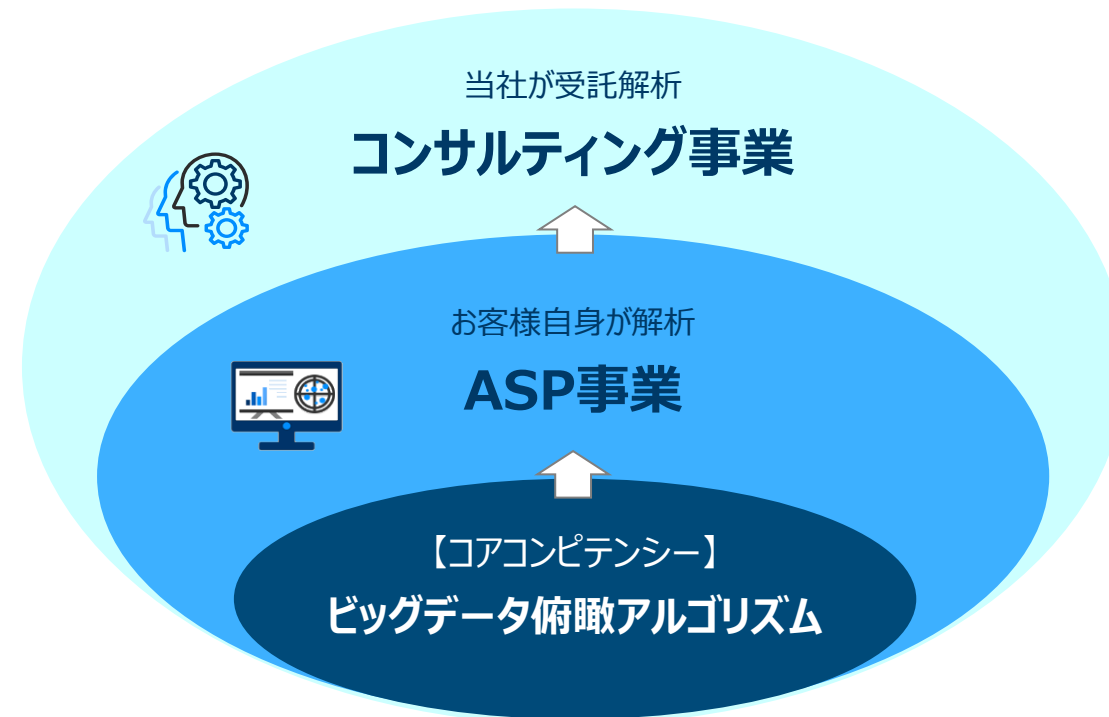 当社が受託解析
コンサルティング事業
お客様自身が解析
ASP事業
【コアコンピテンシー】
ビッグデータ俯瞰アルゴリズム